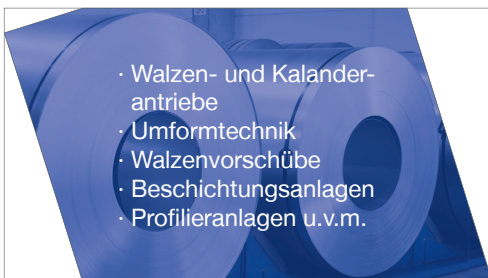 · Walzen- und Kalander-
antriebe
· Umformtechnik
· Walzenvorschübe
· Beschichtungsanlagen
· Profilieranlagen u.v.m.